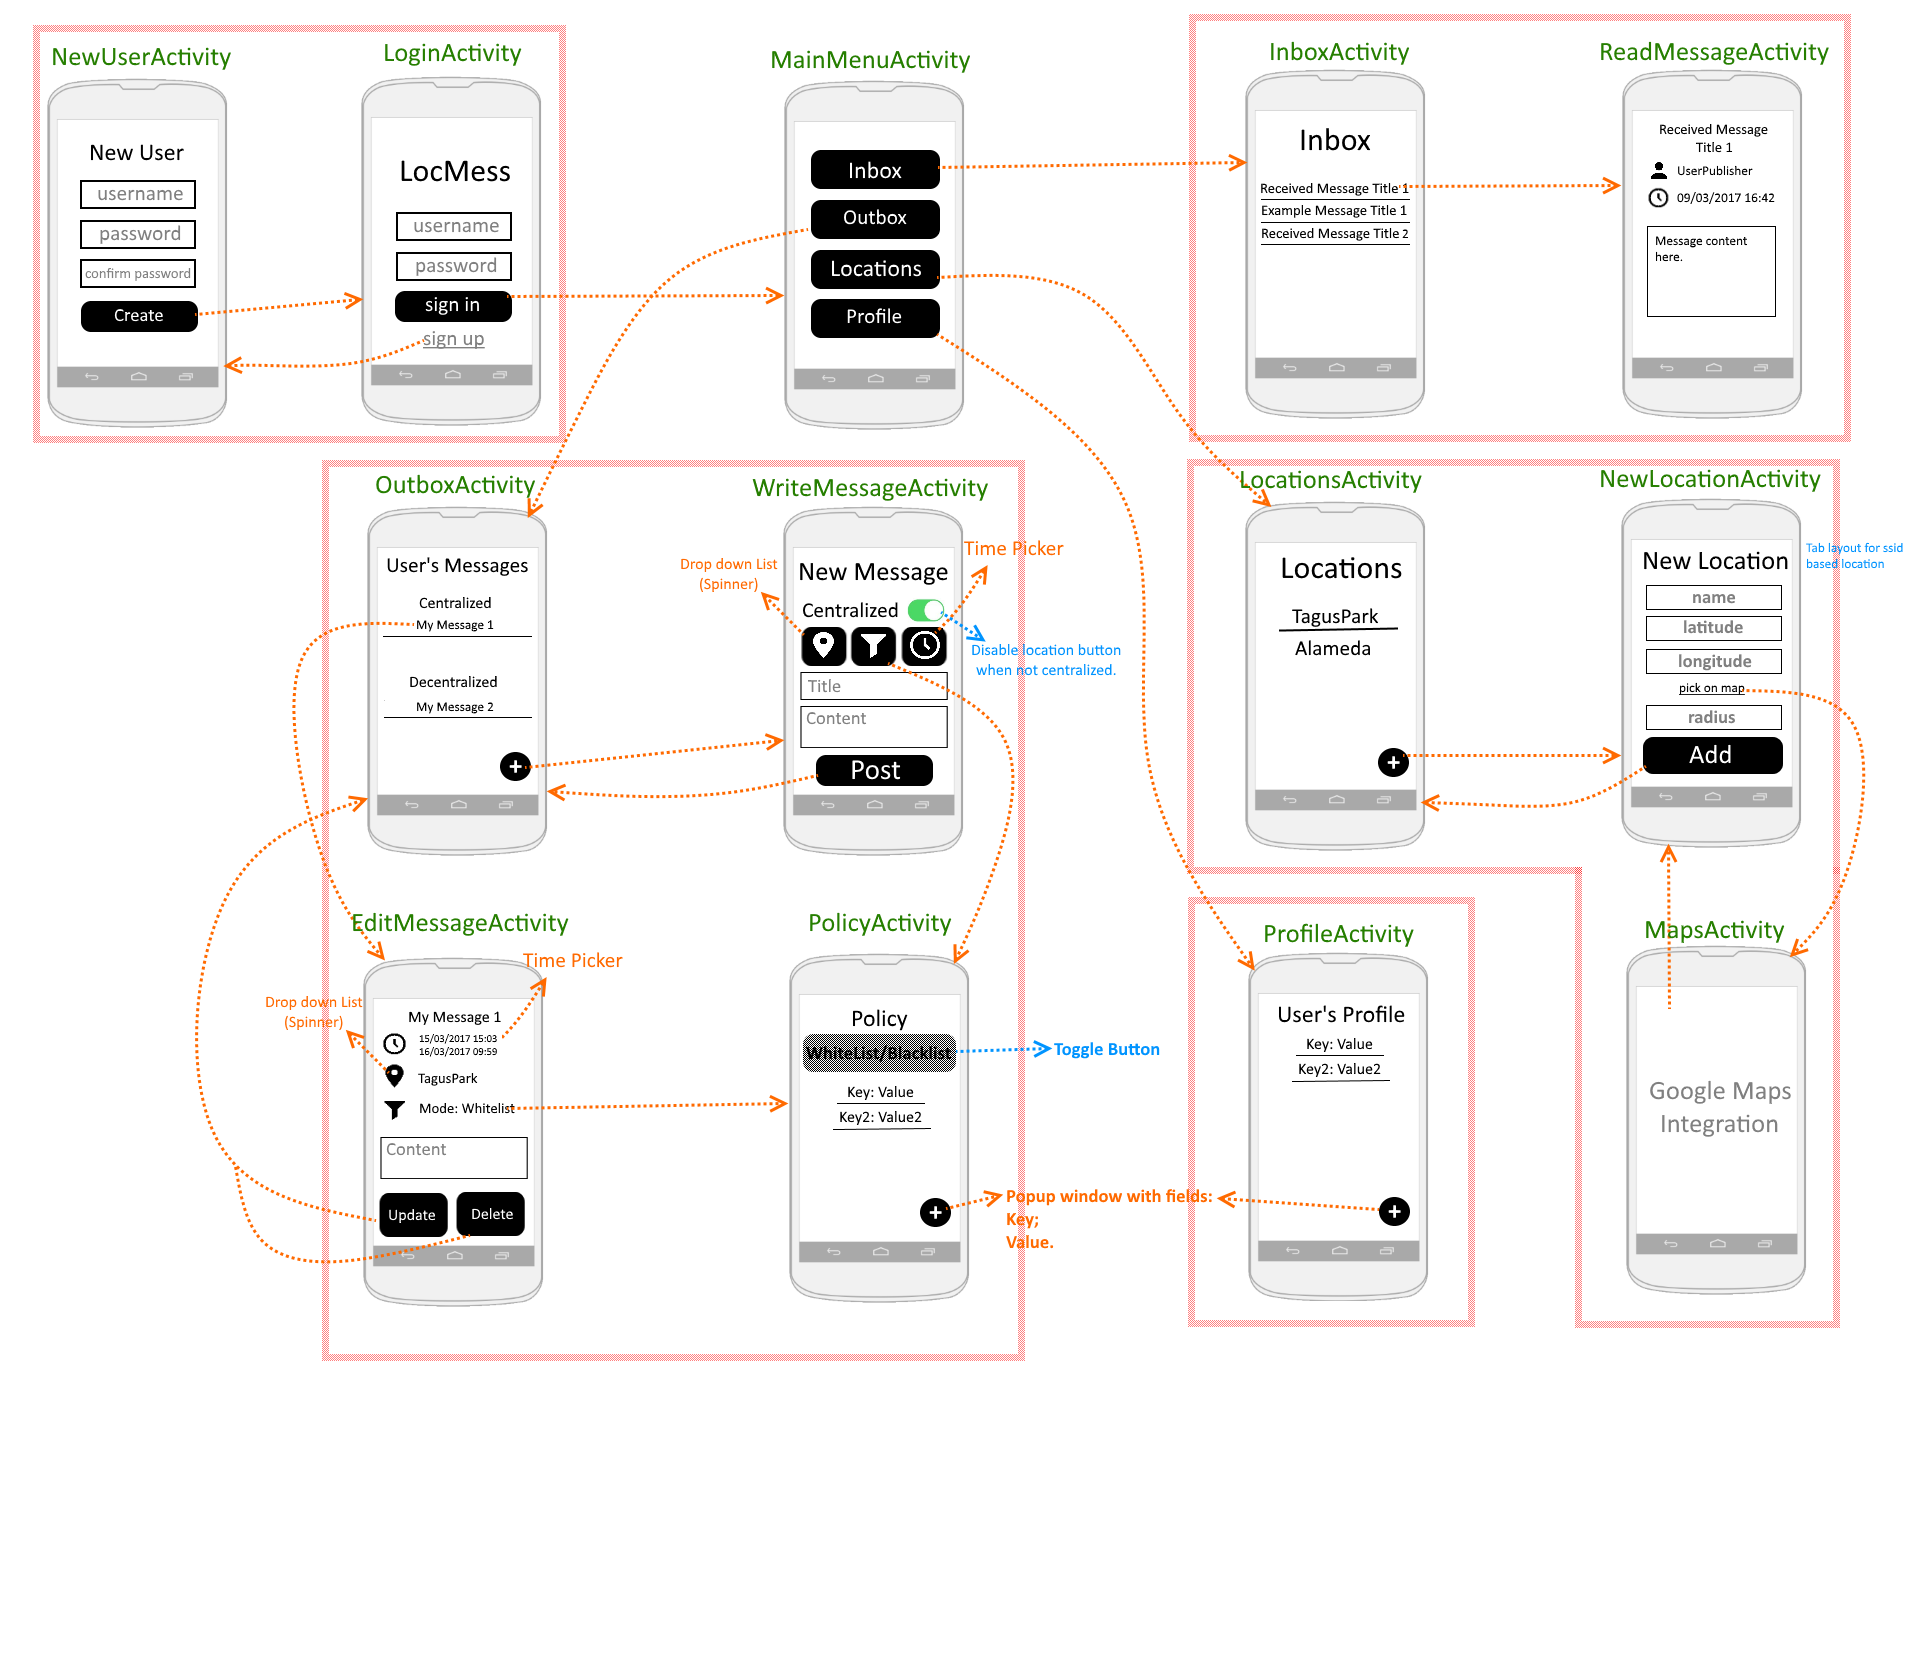 NewUserActivity
New User
username
password
confirm password
Create
LoginActivity
LocMess
username
password
sign in
sign up
MainMenuActivity
Inbox
Outbox
Locations
Profile
InboxActivity
Inbox
Received Message Title 1
Example Message Title 1
Received Message Title 2
ReadMessageActivity
Received Message
Title 1
UserPublisher
09/03/2017 16:42
Message content
here.
OutboxActivity
User's Messages
Centralized
My Message 1
Decentralized
My Message 2
+
WriteMessageActivity
Drop down List
(Spinner)
Time Picker
New Message
Centralized
Disable location button
when not centralized.
Title
Content
Post
LocationsActivity
Locations
TagusPark
Alameda
+
NewLocationActivity
New Location
Tab layout for ssid
based location
name
latitude
longitude
pick on map
radius
Add
EditMessageActivity
Time Picker
Drop down List
(Spinner)
My Message 1
15/03/2017 15:03
16/03/2017 09:59
TagusPark
Mode: Whitelist
Content
Update
Delete
PolicyActivity
Policy
WhiteList/Blacklist
Toggle Button
Key: Value
Key2: Value2
+
Popup window with fields:
Key;
Value.
ProfileActivity
User's Profile
Key: Value
Key2: Value2
+
MapsActivity
Google Maps
Integration